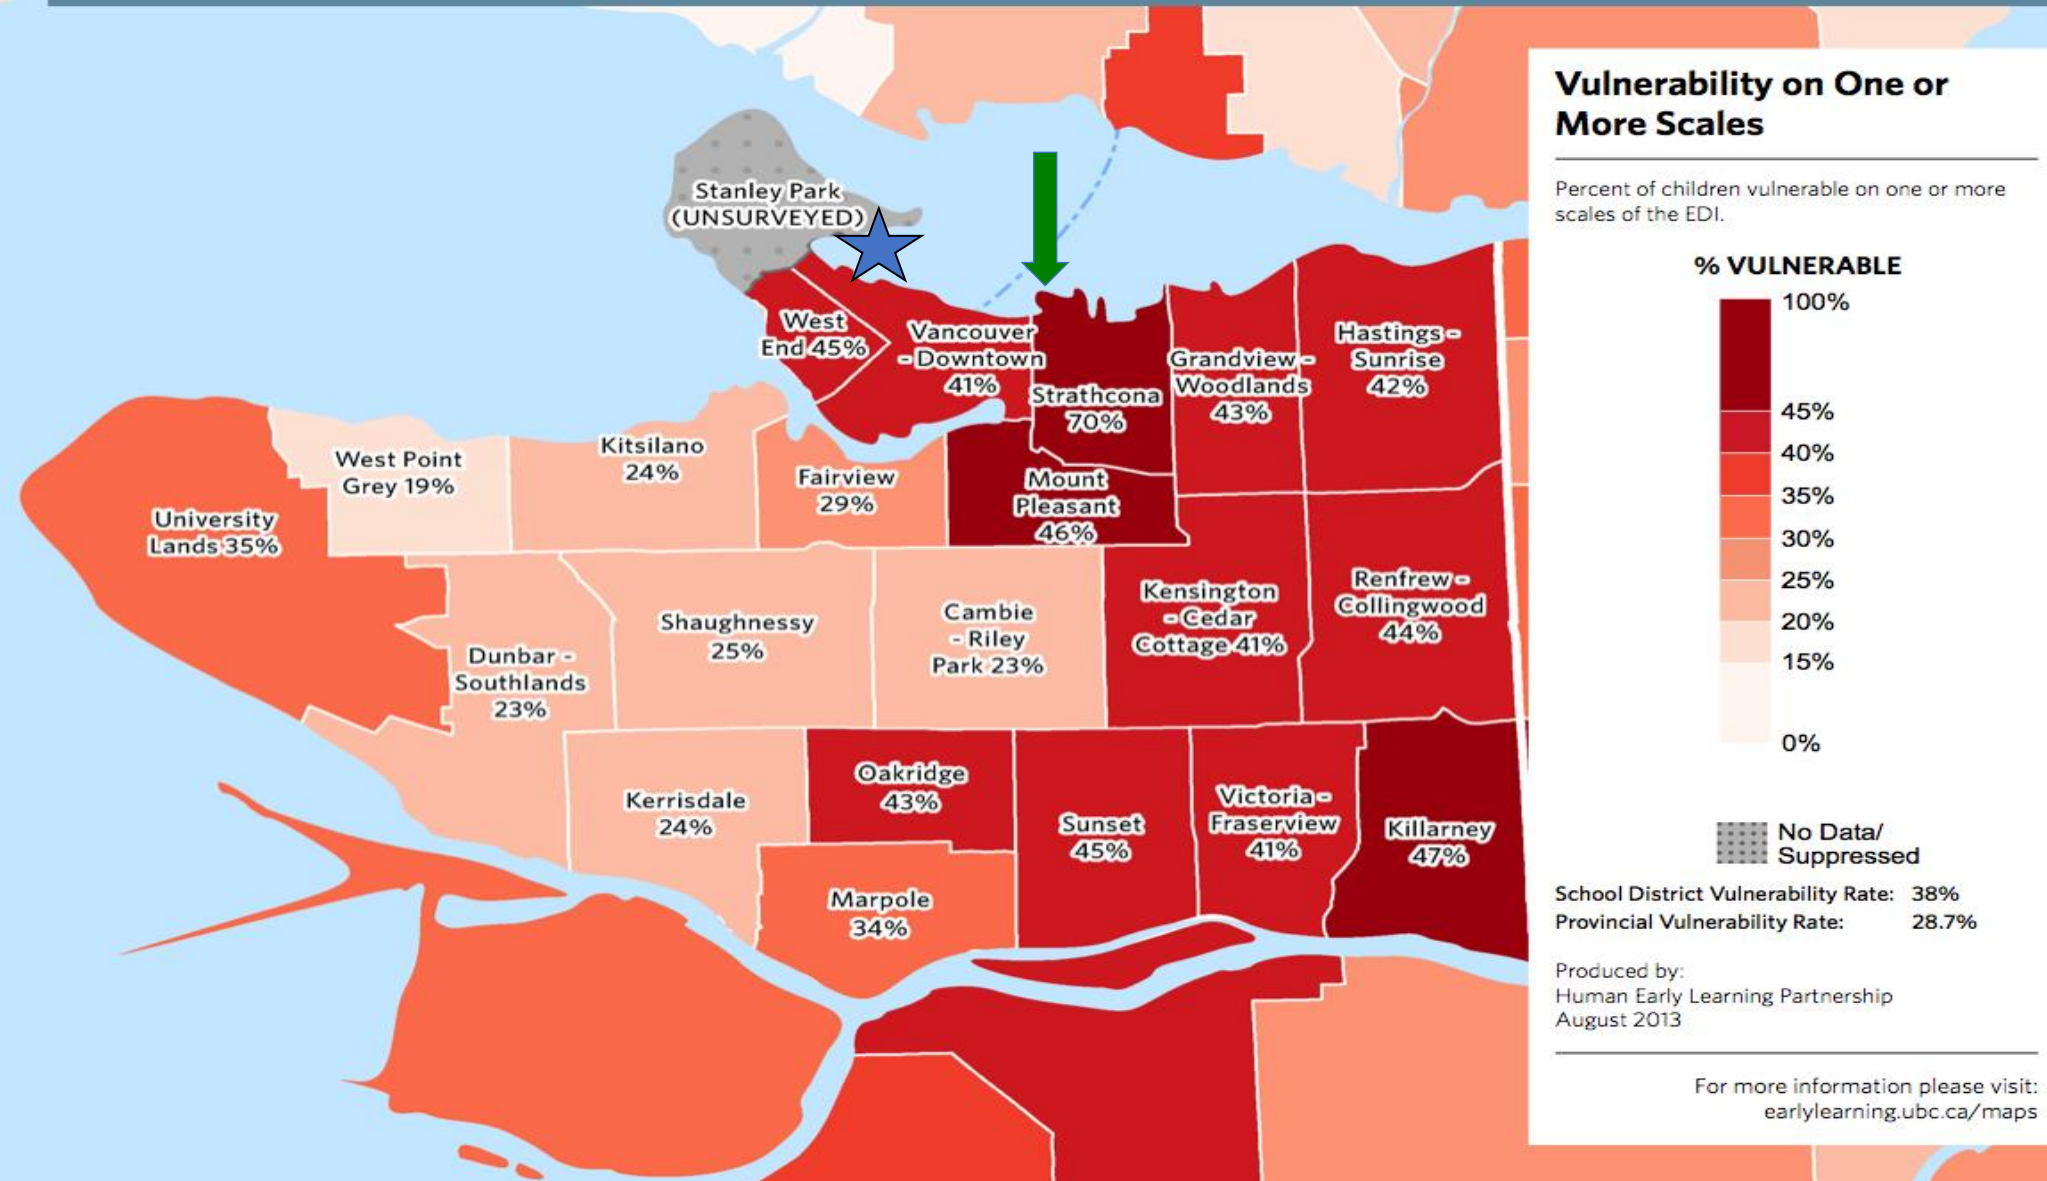 Stanley Park
(UNSURVEYED)
West
End 45%
Vancouver
- Downtown
41%
Strathcona
70%
Grandview -
Woodlands
43%
Hastings -
Sunrise
42%
University
Lands 35%
West Point
Grey 19%
Kitsilano
24%
Fairview
29%
Mount
Pleasant
46%
Dunbar -
Southlands
23%
Shaughnessy
25%
Cambie
- Riley
Park 23%
Kensington
- Cedar
Cottage 41%
Renfrew -
Collingwood
44%
Kerrisdale
24%
Oakridge
43%
Marpole
34%
Sunset
45%
Victoria -
Fraserview
41%
Killarney
47%
Vulnerability on One or
More Scales
Percent of children vulnerable on one or more
scales of the EDI.
% VULNERABLE
100%
45%
40%
35%
30%
25%
20%
15%
0%
No Data/
Suppressed
School District Vulnerability Rate: 38%
Provincial Vulnerability Rate: 28.7%
Produced by:
Human Early Learning Partnership
August 2013
For more information please visit:
earlylearning.ubc.ca/maps